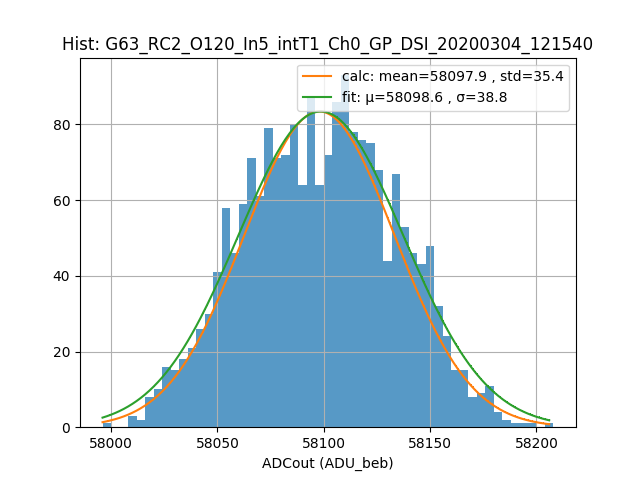 Hist: G63_RC2_O120_In5_intT1_Ch0_GP_DSI_20200304_121540
calc: mean=58097.9 , std=35.4
fit: μ=58098.6 , σ=38.8
80
60
40
20
0
58000 58050 58100 58150 58200
ADCout (ADU_beb)